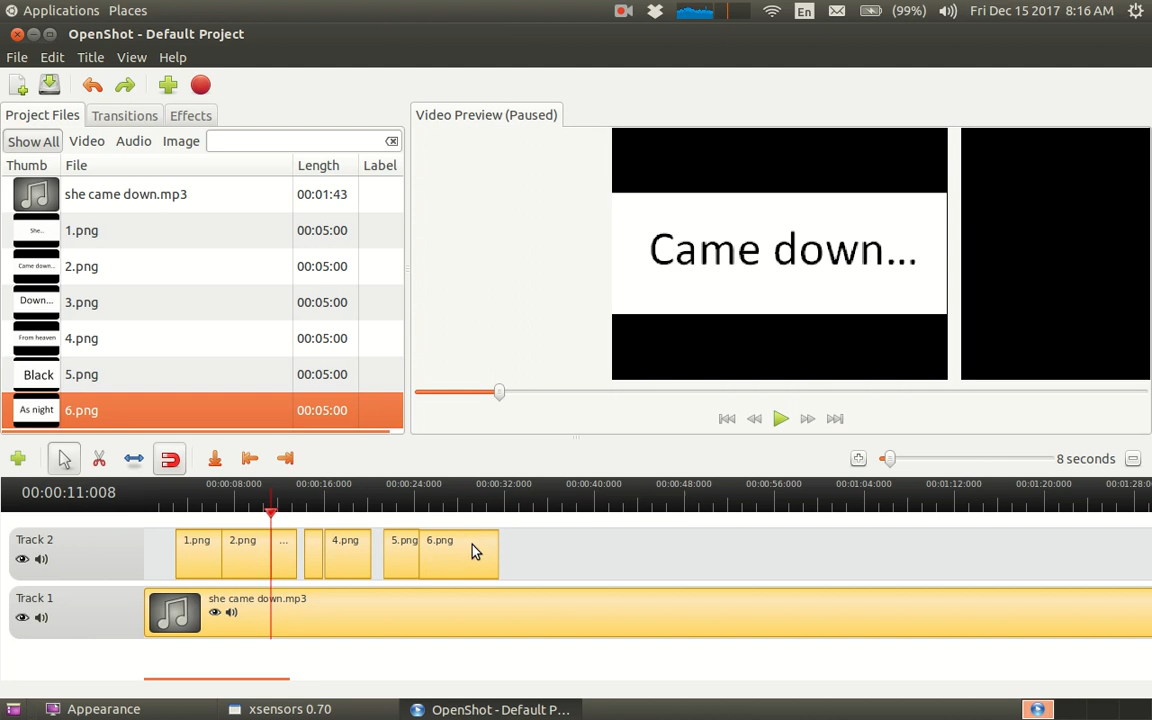 Applications Places
En (99%) Fri Dec 15 2017 8:16 AM
OpenShot - Default Project
File Edit Title View Help
Project Files Transitions Effects
Video Preview (Paused)
Show All Video Audio Image
Thumb File Length Label
she came down.mp3 00:01:43
She... 1.png 00:05:00
Came down... 2.png 00:05:00
Down... 3.png 00:05:00
From heaven 4.png 00:05:00
Black 5.png 00:05:00
As night 6.png 00:05:00
Came down...
8 seconds
00:00:11:008
00:00:08:000 00:00:16:000 00:00:24:000 00:00:32:000 00:00:40:000 00:00:48:000 00:00:56:000 00:01:04:000 00:01:12:000 00:01:20:000 00:01:28:0
Track 2
1.png 2.png ... 4.png 5.png 6.png
Track 1
she came down.mp3
Appearance xsensors 0.70 OpenShot - Default P...